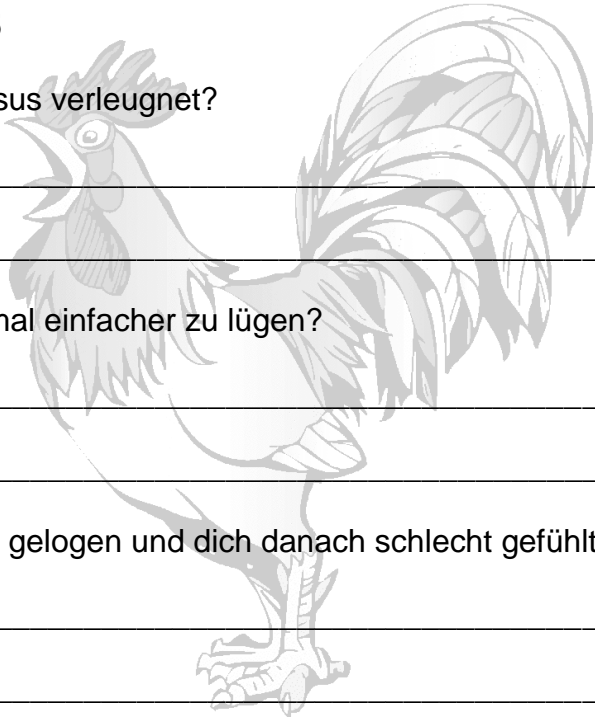 sus verleugnet?
nal einfacher zu lügen?
gelogen und dich danach schlecht gefühlt